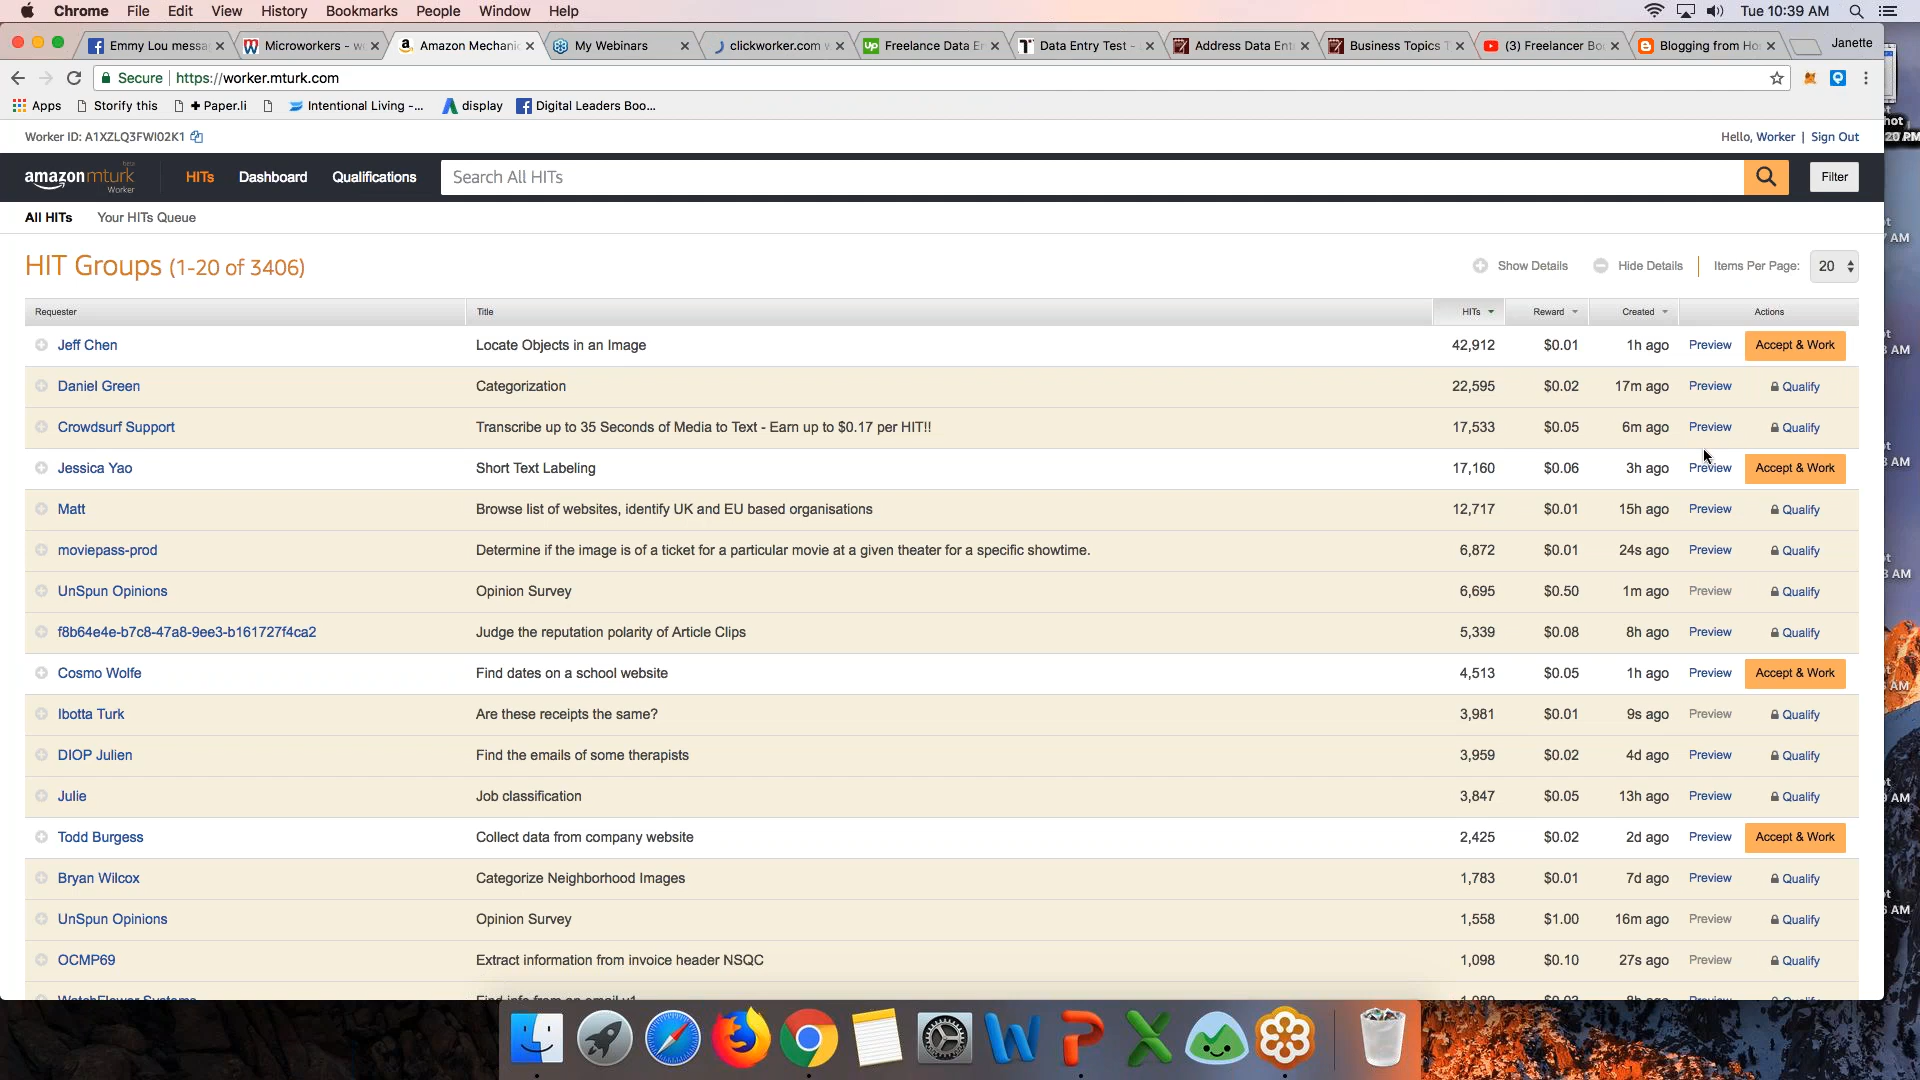 Chrome File Edit View History Bookmarks People Window Help Tue 10:39 AM
Emmy Lou messa Microworkers - w Amazon Mechani My Webinars clickworker.com Freelance Data E Data Entry Test - Address Data Ent Business Topics T (3) Freelancer Bo Blogging from Ho Janette
Secure https://worker.mturk.com
Apps Storify this + Paper.li Intentional Living -... display Digital Leaders Boo...
Worker ID: A1XZLQ3FWI02K1 Hello, Worker | Sign Out
amazonmturk Worker HITs Dashboard Qualifications Search All HITs Filter
All HITs Your HITs Queue
HIT Groups (1-20 of 3406) Show Details Hide Details Items Per Page: 20
Requester Title HITs Reward Created Actions
Jeff Chen Locate Objects in an Image 42,912 $0.01 1h ago Preview Accept & Work
Daniel Green Categorization 22,595 $0.02 17m ago Preview Qualify
Crowdsurf Support Transcribe up to 35 Seconds of Media to Text - Earn up to $0.17 per HIT!! 17,533 $0.05 6m ago Preview Qualify
Jessica Yao Short Text Labeling 17,160 $0.06 3h ago Preview Accept & Work
Matt Browse list of websites, identify UK and EU based organisations 12,717 $0.01 15h ago Preview Qualify
moviepass-prod Determine if the image is of a ticket for a particular movie at a given theater for a specific showtime. 6,872 $0.01 24s ago Preview Qualify
UnSpun Opinions Opinion Survey 6,695 $0.50 1m ago Preview Qualify
f8b64e4e-b7c8-47a8-9ee3-b161727f4ca2 Judge the reputation polarity of Article Clips 5,339 $0.08 8h ago Preview Qualify
Cosmo Wolfe Find dates on a school website 4,513 $0.05 1h ago Preview Accept & Work
Ibotta Turk Are these receipts the same? 3,981 $0.01 9s ago Preview Qualify
DIOP Julien Find the emails of some therapists 3,959 $0.02 4d ago Preview Qualify
Julie Job classification 3,847 $0.05 13h ago Preview Qualify
Todd Burgess Collect data from company website 2,425 $0.02 2d ago Preview Accept & Work
Bryan Wilcox Categorize Neighborhood Images 1,783 $0.01 7d ago Preview Qualify
UnSpun Opinions Opinion Survey 1,558 $1.00 16m ago Preview Qualify
OCMP69 Extract information from invoice header NSQC 1,098 $0.10 27s ago Preview Qualify